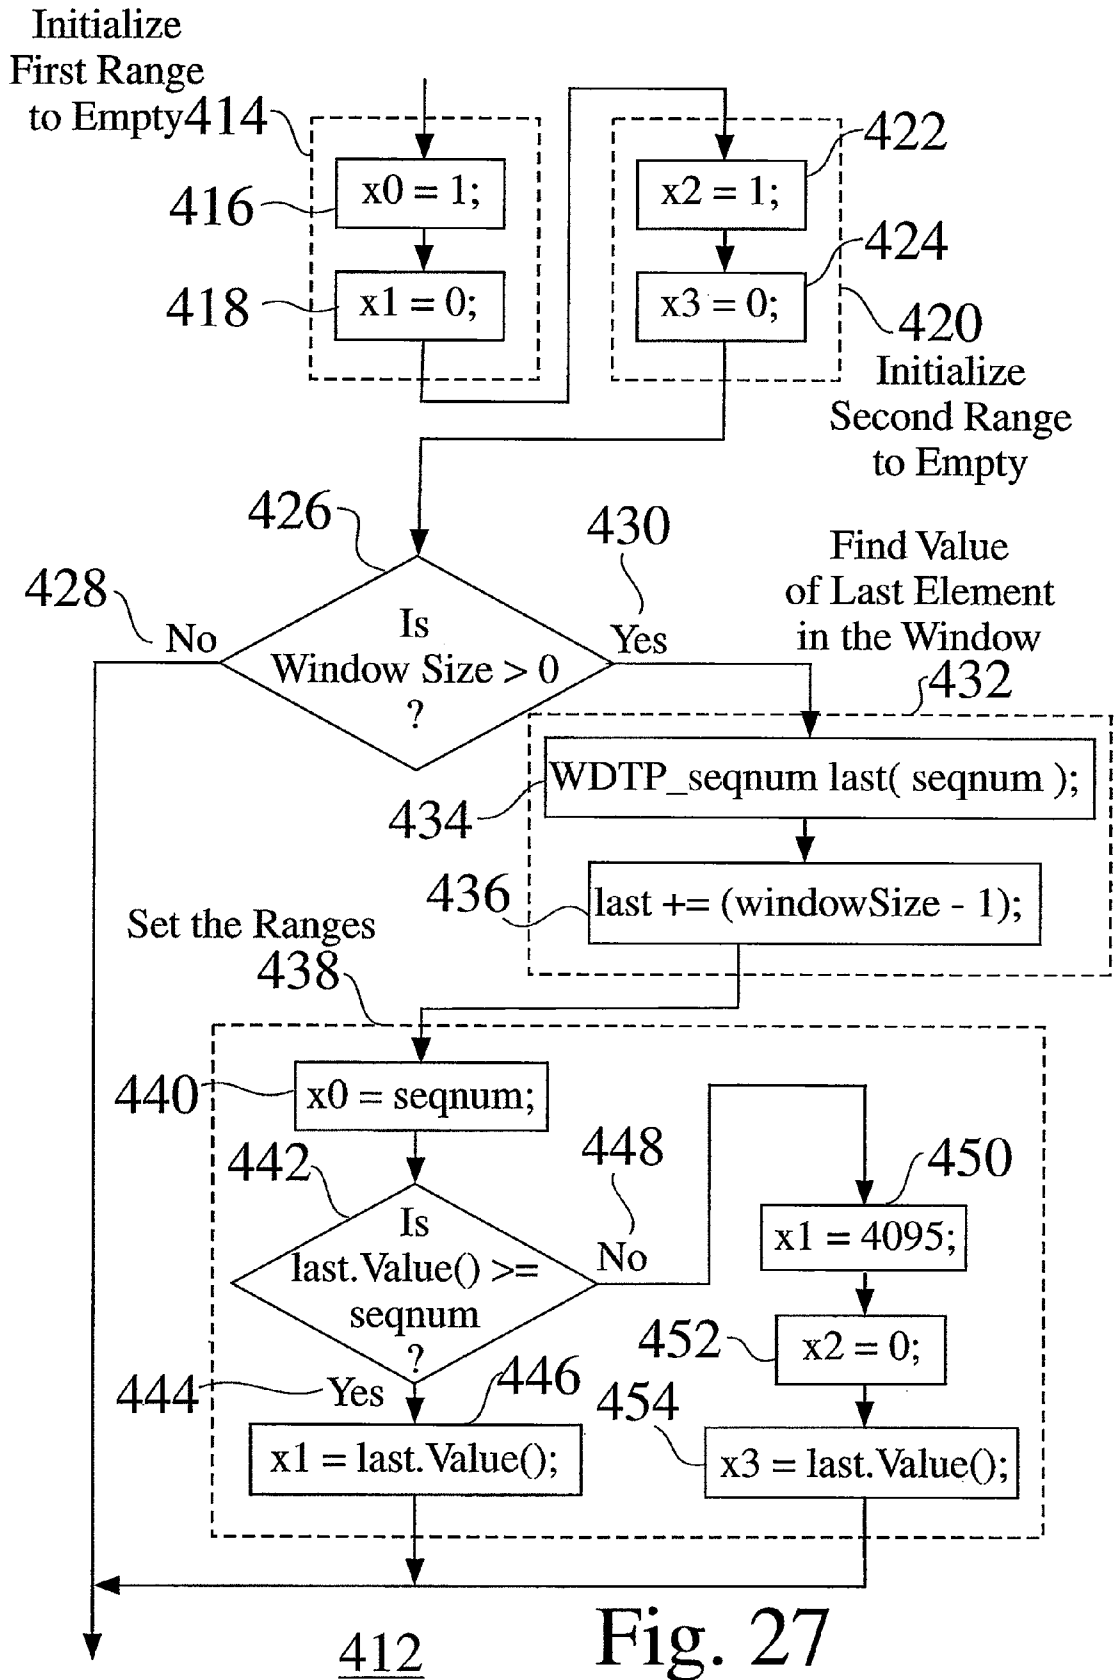 Initialize
First Range
to Empty
414
416
x0 = 1;
418
x1 = 0;
422
x2 = 1;
424
x3 = 0;
420
Initialize
Second Range
to Empty
426
428
No
Is
Window Size > 0
?
430
Yes
Find Value
of Last Element
in the Window
432
WDTP_seqnum last( seqnum );
434
436
last += (windowSize - 1);
Set the Ranges
438
440
x0 = seqnum;
442
Is
last.Value() >=
seqnum
?
448
No
450
x1 = 4095;
452
x2 = 0;
454
x3 = last.Value();
444
Yes
446
x1 = last.Value();
412
Fig. 27